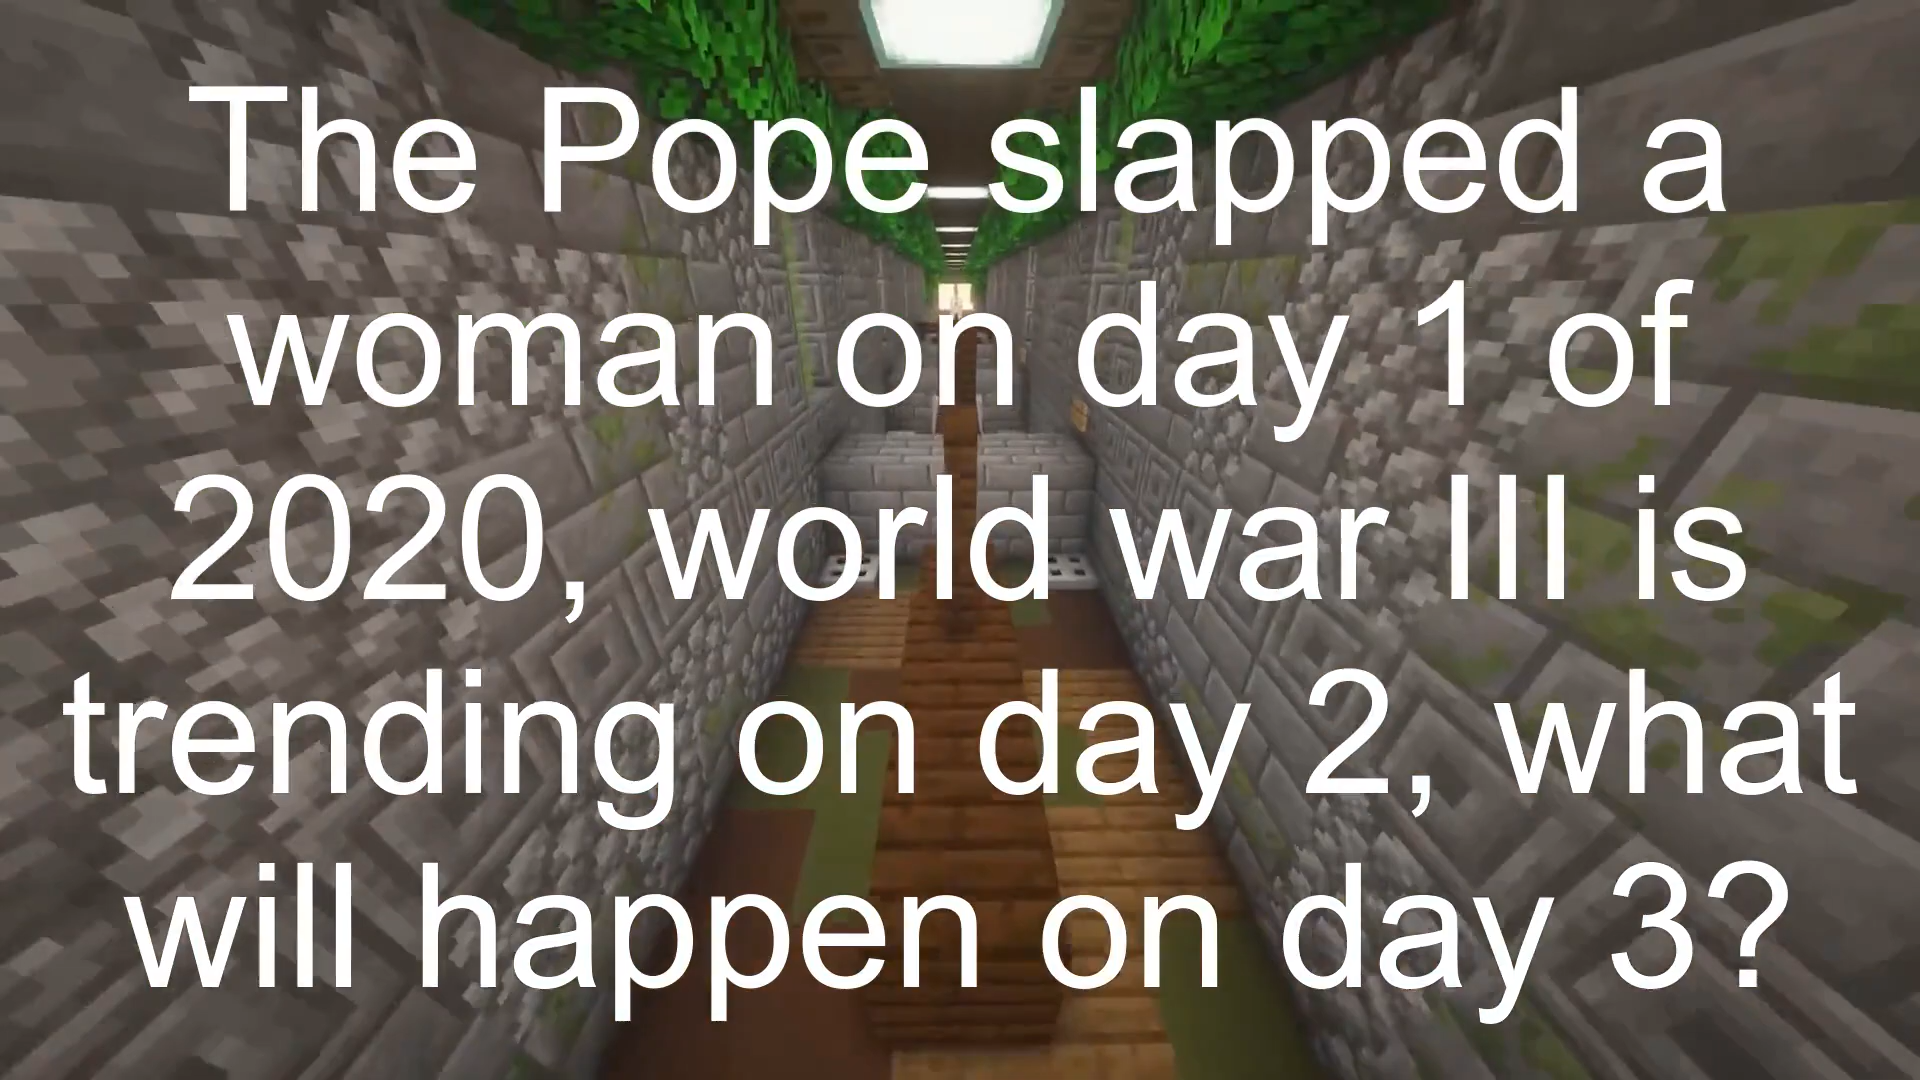 The Pope slapped a
woman on day 1 of
2020, world war III is
trending on day 2, what
will happen on day 3?